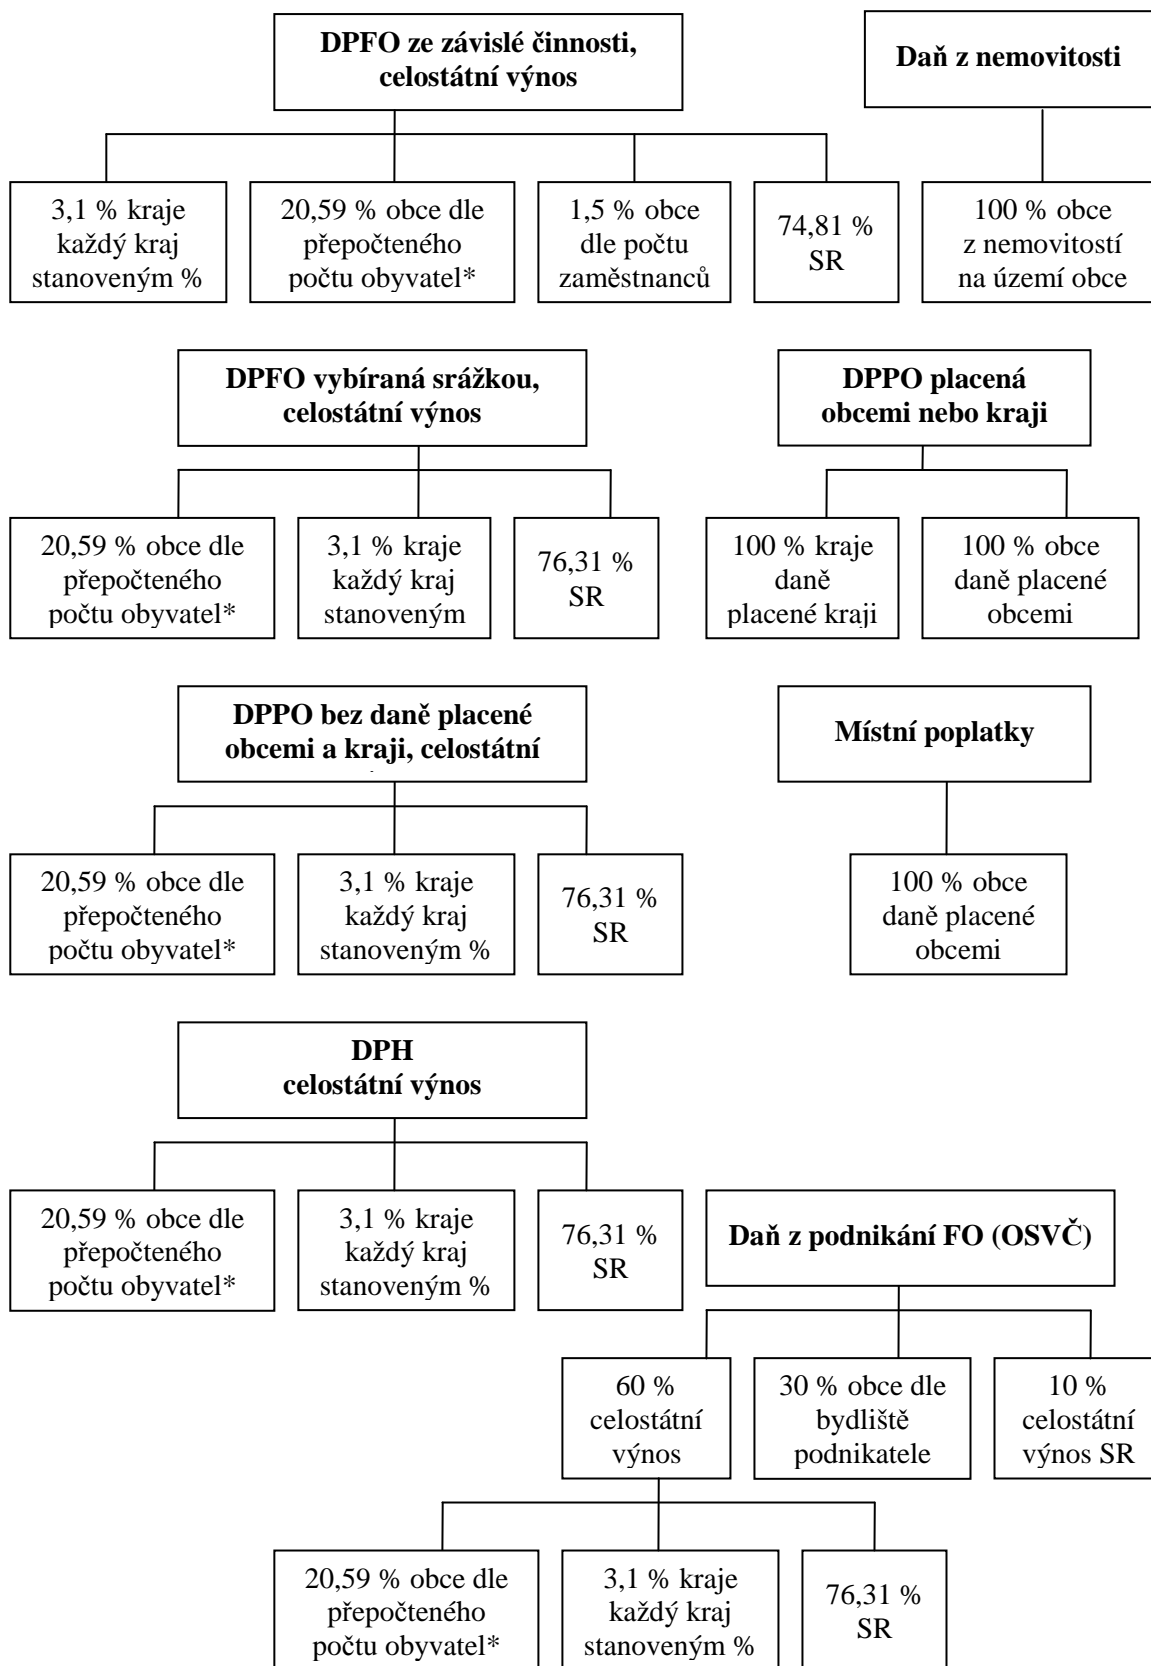 DPFO ze závislé činnosti,
celostátní výnos
Daň z nemovitosti
3,1 % kraje
každý kraj
stanoveným %
20,59 % obce dle
přepočteného
počtu obyvatel*
1,5 % obce
dle počtu
zaměstnanců
74,81 %
SR
100 % obce
z nemovitostí
na území obce
DPFO vybíraná srážkou,
celostátní výnos
DPPO placená
obcemi nebo kraji
20,59 % obce dle
přepočteného
počtu obyvatel*
3,1 % kraje
každý kraj
stanoveným
76,31 %
SR
100 % kraje
daně
placené kraji
100 % obce
daně placené
obcemi
DPPO bez daně placené
obcemi a kraji, celostátní
Místní poplatky
20,59 % obce dle
přepočteného
počtu obyvatel*
3,1 % kraje
každý kraj
stanoveným %
76,31 %
SR
100 % obce
daně placené
obcemi
DPH
celostátní výnos
20,59 % obce dle
přepočteného
počtu obyvatel*
3,1 % kraje
každý kraj
stanoveným %
76,31 %
SR
Daň z podnikání FO (OSVČ)
60 %
celostátní
výnos
30 % obce dle
bydliště
podnikatele
10 %
celostátní
výnos SR
20,59 % obce dle
přepočteného
počtu obyvatel*
3,1 % kraje
každý kraj
stanoveným %
76,31 %
SR